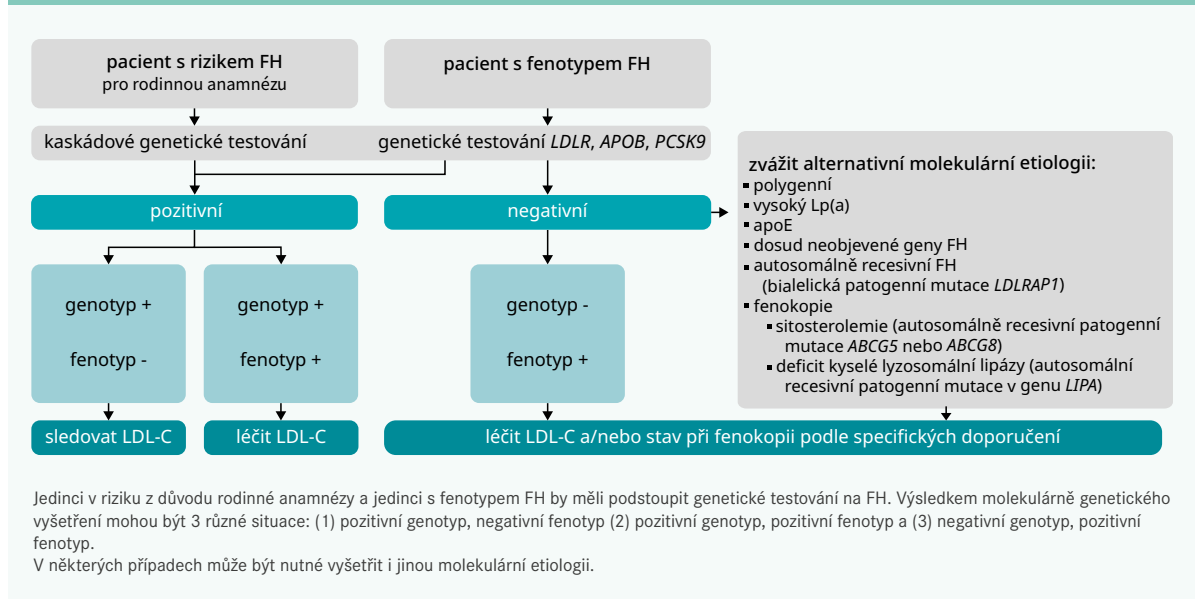 pacient s rizikem FH
pro rodinnou anamnézu
pacient s fenotypem FH
kaskádové genetické testování
genetické testování LDLR, APOB, PCSK9
pozitivní
negativní
zvážit alternativní molekulární etiologii:
▪ polygenní
▪ vysoký Lp(a)
▪ apoE
▪ dosud neobjevené geny FH
▪ autosomálně recesivní FH
(bialelická patogenní mutace LDLRAP1)
▪ fenokopie
▪ sitosterolemie (autosomálně recesivní patogenní
mutace ABCG5 nebo ABCG8)
▪ deficit kyselé lyzosomální lipázy (autosomální
recesivní patogenní mutace v genu LIPA)
genotyp +
fenotyp -
genotyp +
fenotyp +
genotyp -
fenotyp +
sledovat LDL-C
léčit LDL-C
léčit LDL-C a/nebo stav při fenokopii podle specifických doporučení
Jedinci v riziku z důvodu rodinné anamnézy a jedinci s fenotypem FH by měli podstoupit genetické testování na FH. Výsledkem molekulárně genetického
vyšetření mohou být 3 různé situace: (1) pozitivní genotyp, negativní fenotyp (2) pozitivní genotyp, pozitivní fenotyp a (3) negativní genotyp, pozitivní
fenotyp.
V některých případech může být nutné vyšetřit i jinou molekulární etiologii.